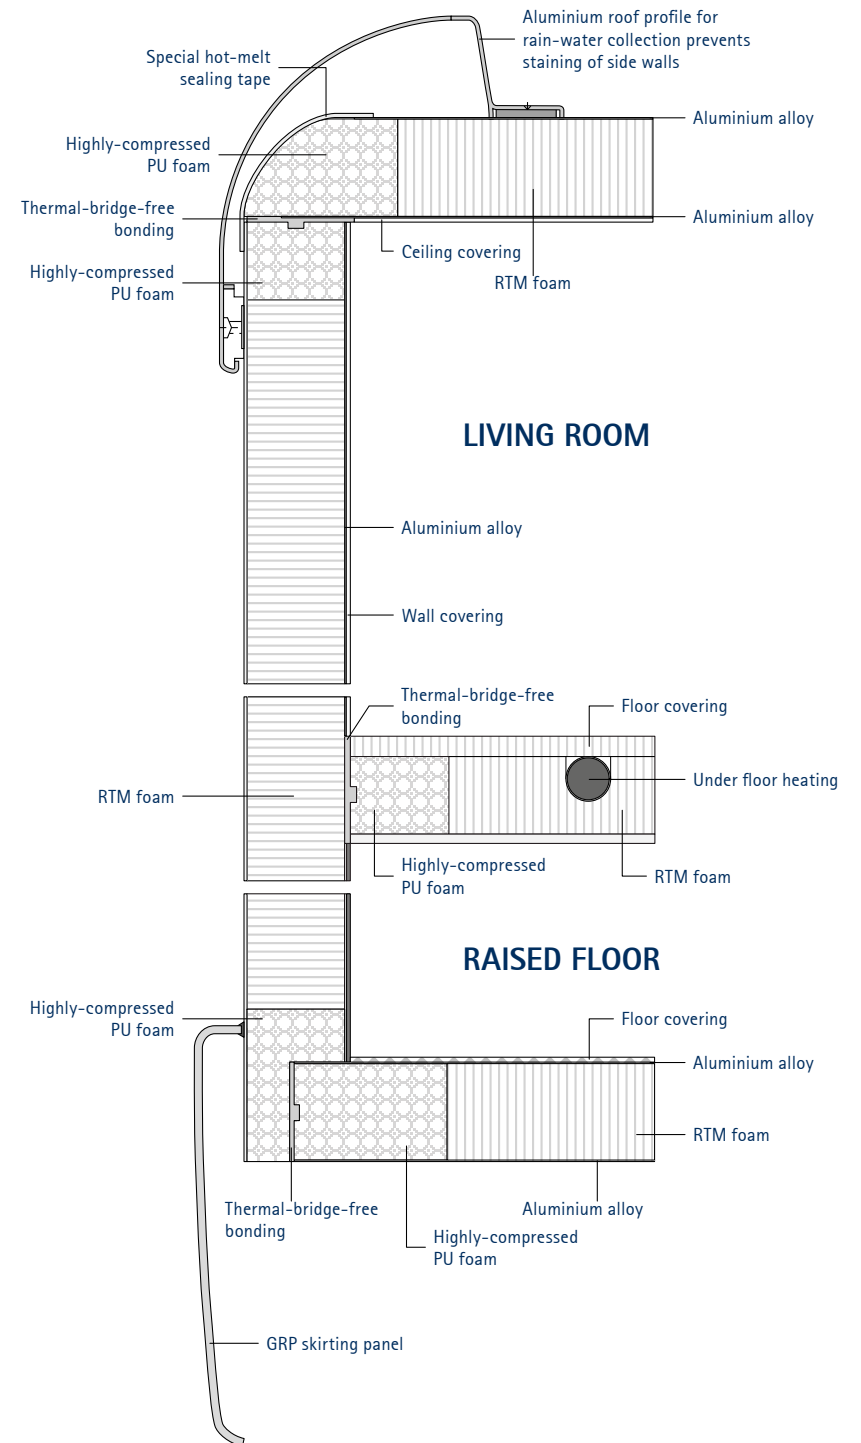 Aluminium roof profile for
rain-water collection prevents
staining of side walls
Special hot-melt
sealing tape
Aluminium alloy
Highly-compressed
PU foam
Thermal-bridge-free
bonding
Aluminium alloy
Ceiling covering
Highly-compressed
PU foam
RTM foam
LIVING ROOM
Aluminium alloy
Wall covering
Thermal-bridge-free
bonding
Floor covering
Under floor heating
RTM foam
Highly-compressed
PU foam
RTM foam
RAISED FLOOR
Highly-compressed
PU foam
Floor covering
Aluminium alloy
RTM foam
Thermal-bridge-free
bonding
Aluminium alloy
Highly-compressed
PU foam
GRP skirting panel